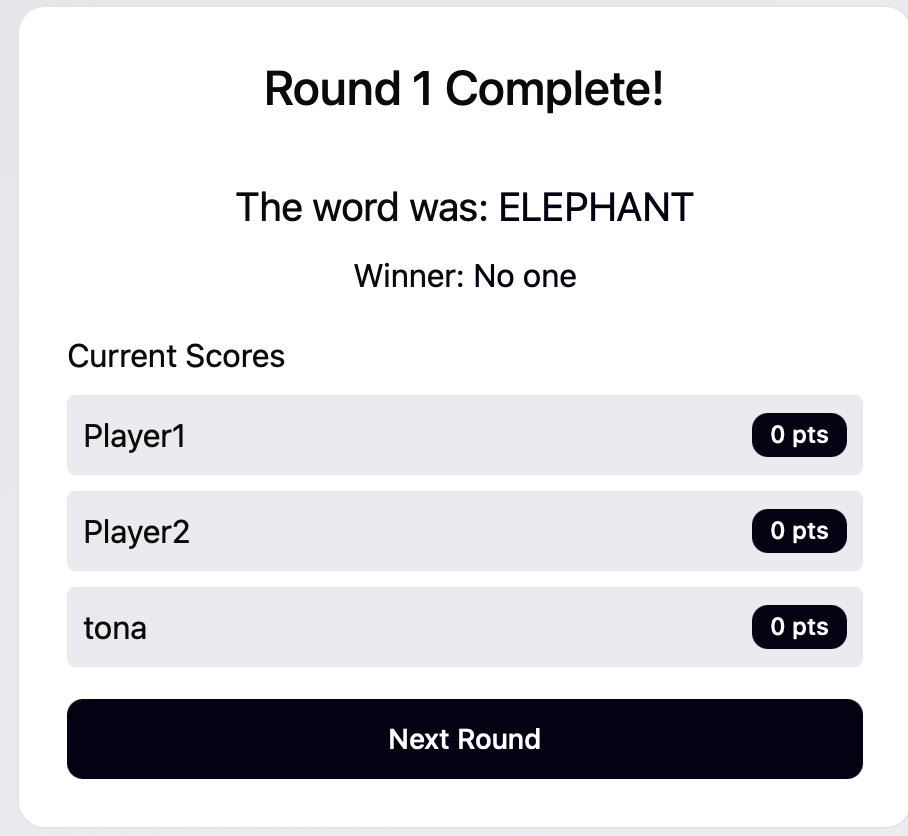 Round 1 Complete!
The word was: ELEPHANT
Winner: No one
Current Scores
Player1 0 pts
Player2 0 pts
tona 0 pts
Next Round